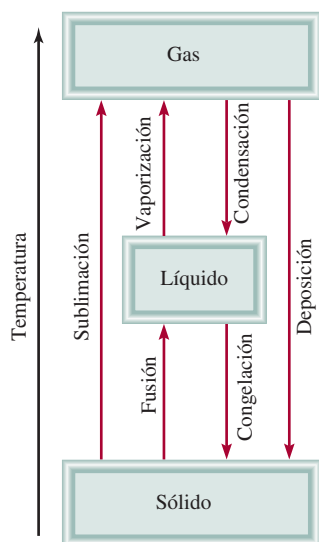 Gas
Temperatura
Sublimación
Vaporización
Condensación
Deposición
Líquido
Fusión
Congelación
Sólido